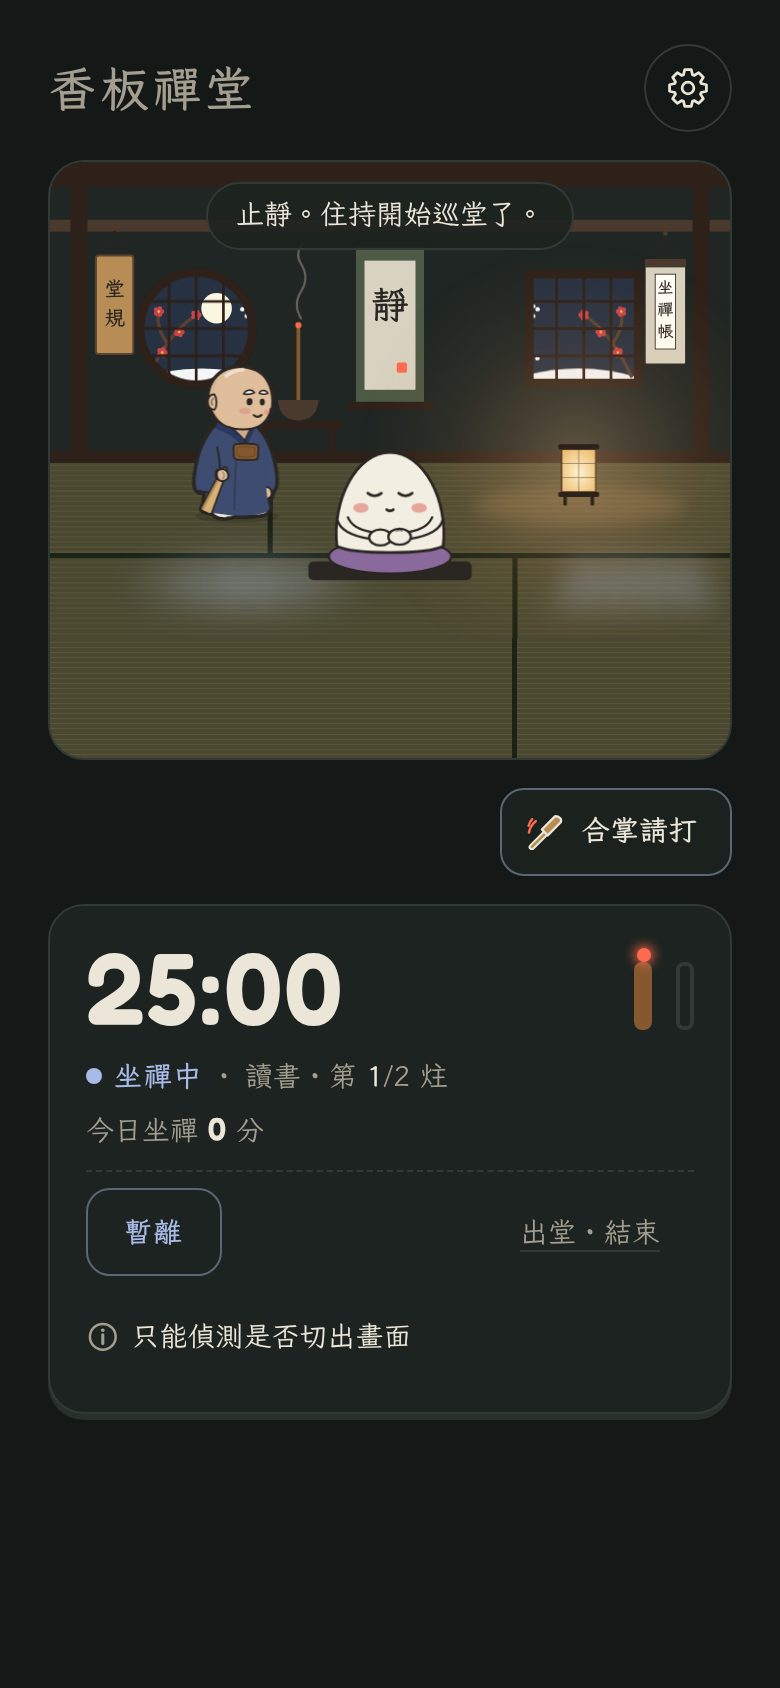 香板禪堂
止靜。住持開始巡堂了。
堂規
靜
坐禪帳
合掌請打
25:00
坐禪中 · 讀書·第 1/2 炷
今日坐禪 0 分
暫離
出堂·結束
只能偵測是否切出畫面